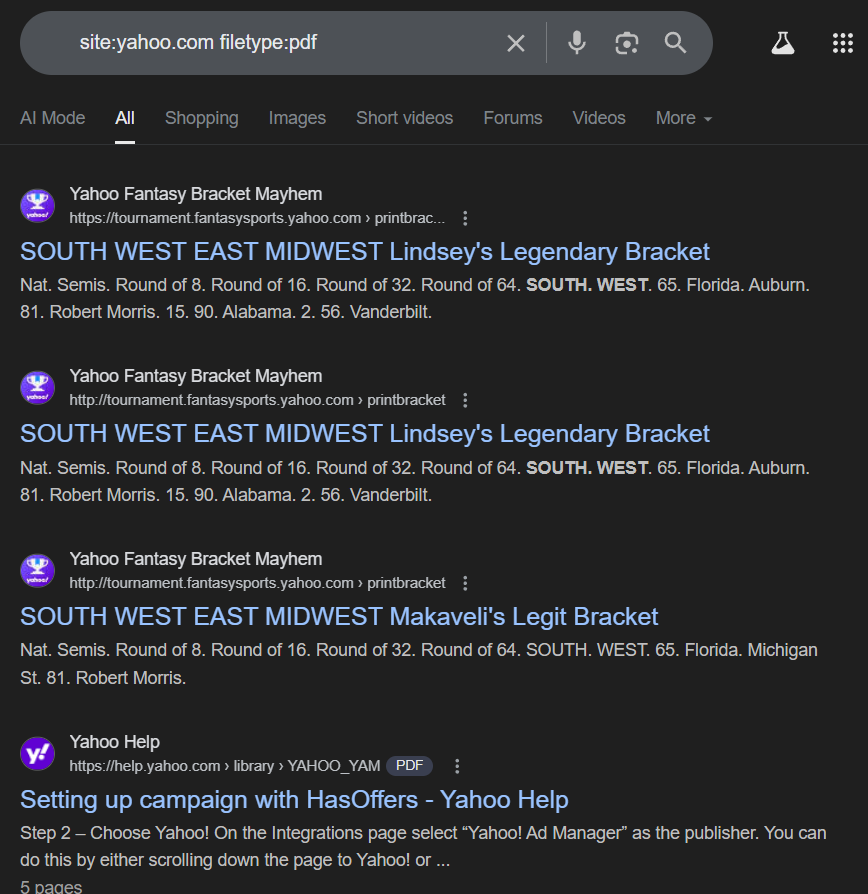 site:yahoo.com filetype:pdf
AI Mode All Shopping Images Short videos Forums Videos More
Yahoo Fantasy Bracket Mayhem
https://tournament.fantasysports.yahoo.com › printbrac...
SOUTH WEST EAST MIDWEST Lindsey's Legendary Bracket
Nat. Semis. Round of 8. Round of 16. Round of 32. Round of 64. SOUTH. WEST. 65. Florida. Auburn.
81. Robert Morris. 15. 90. Alabama. 2. 56. Vanderbilt.
Yahoo Fantasy Bracket Mayhem
http://tournament.fantasysports.yahoo.com › printbracket
SOUTH WEST EAST MIDWEST Lindsey's Legendary Bracket
Nat. Semis. Round of 8. Round of 16. Round of 32. Round of 64. SOUTH. WEST. 65. Florida. Auburn.
81. Robert Morris. 15. 90. Alabama. 2. 56. Vanderbilt.
Yahoo Fantasy Bracket Mayhem
http://tournament.fantasysports.yahoo.com › printbracket
SOUTH WEST EAST MIDWEST Makaveli's Legit Bracket
Nat. Semis. Round of 8. Round of 16. Round of 32. Round of 64. SOUTH. WEST. 65. Florida. Michigan
St. 81. Robert Morris.
y!
Yahoo Help
https://help.yahoo.com › library › YAHOO_YAM PDF
Setting up campaign with HasOffers - Yahoo Help
Step 2 – Choose Yahoo! On the Integrations page select “Yahoo! Ad Manager” as the publisher. You can
do this by either scrolling down the page to Yahoo! or ...
5 pages